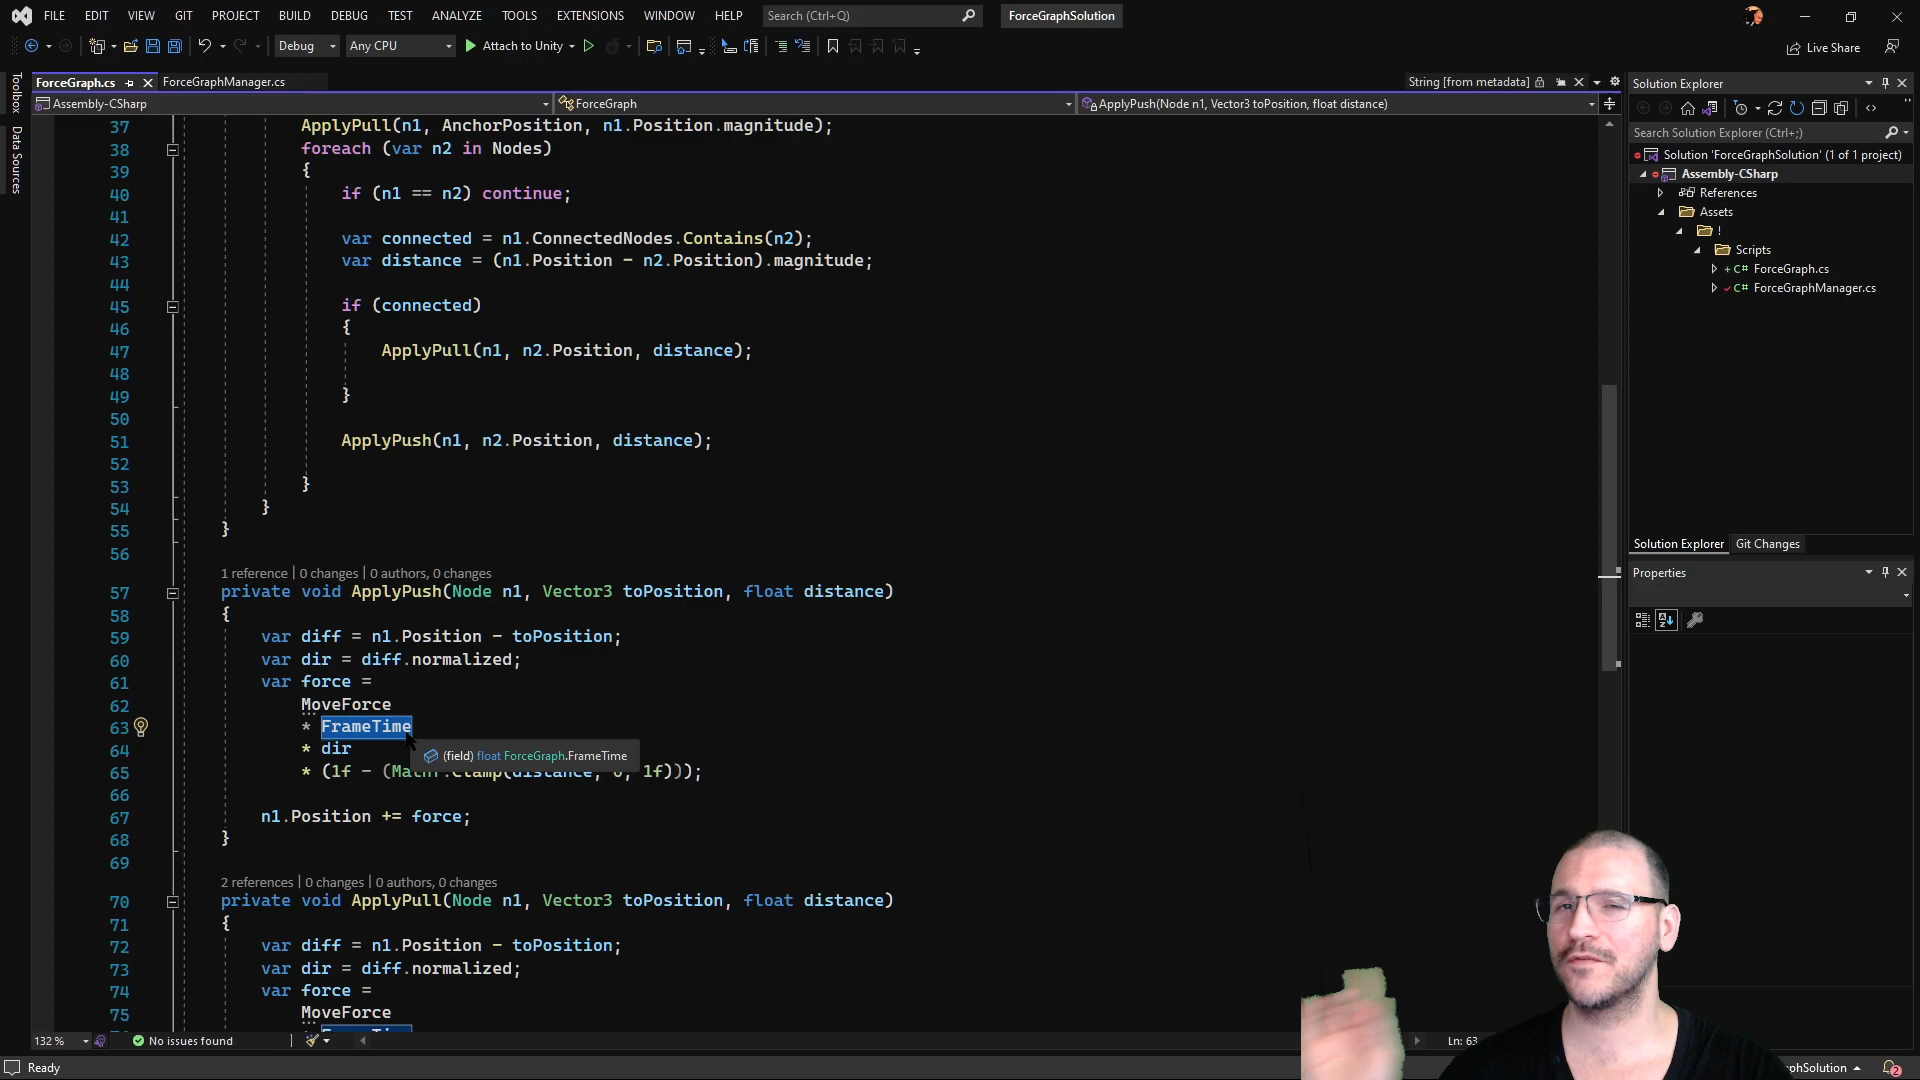 FILE EDIT VIEW GIT PROJECT BUILD DEBUG TEST ANALYZE TOOLS EXTENSIONS WINDOW HELP Search (Ctrl+Q) ForceGraphSolution
Debug Any CPU Attach to Unity Live Share
ForceGraph.cs ForceGraphManager.cs String [from metadata]
Assembly-CSharp ForceGraph ApplyPush(Node n1, Vector3 toPosition, float distance)
Toolbox
Data Sources
37 ApplyPull(n1, AnchorPosition, n1.Position.magnitude);
38 foreach (var n2 in Nodes)
39 {
40 if (n1 == n2) continue;
41
42 var connected = n1.ConnectedNodes.Contains(n2);
43 var distance = (n1.Position - n2.Position).magnitude;
44
45 if (connected)
46 {
47 ApplyPull(n1, n2.Position, distance);
48
49 }
50
51 ApplyPush(n1, n2.Position, distance);
52
53 }
54 }
55 }
56
1 reference | 0 changes | 0 authors, 0 changes
57 private void ApplyPush(Node n1, Vector3 toPosition, float distance)
58 {
59 var diff = n1.Position - toPosition;
60 var dir = diff.normalized;
61 var force =
62 MoveForce
63 * FrameTime
64 * dir
(field) float ForceGraph.FrameTime
65 * (1f - (Mathf.Clamp(distance, 0, 1f)));
66
67 n1.Position += force;
68 }
69
2 references | 0 changes | 0 authors, 0 changes
70 private void ApplyPull(Node n1, Vector3 toPosition, float distance)
71 {
72 var diff = n1.Position - toPosition;
73 var dir = diff.normalized;
74 var force =
75 MoveForce
132 % No issues found Ln: 63
Ready
Solution Explorer
Search Solution Explorer (Ctrl+;)
Solution 'ForceGraphSolution' (1 of 1 project)
Assembly-CSharp
References
Assets
!
Scripts
+ C# ForceGraph.cs
C# ForceGraphManager.cs
Solution Explorer Git Changes
Properties
phSolution 2